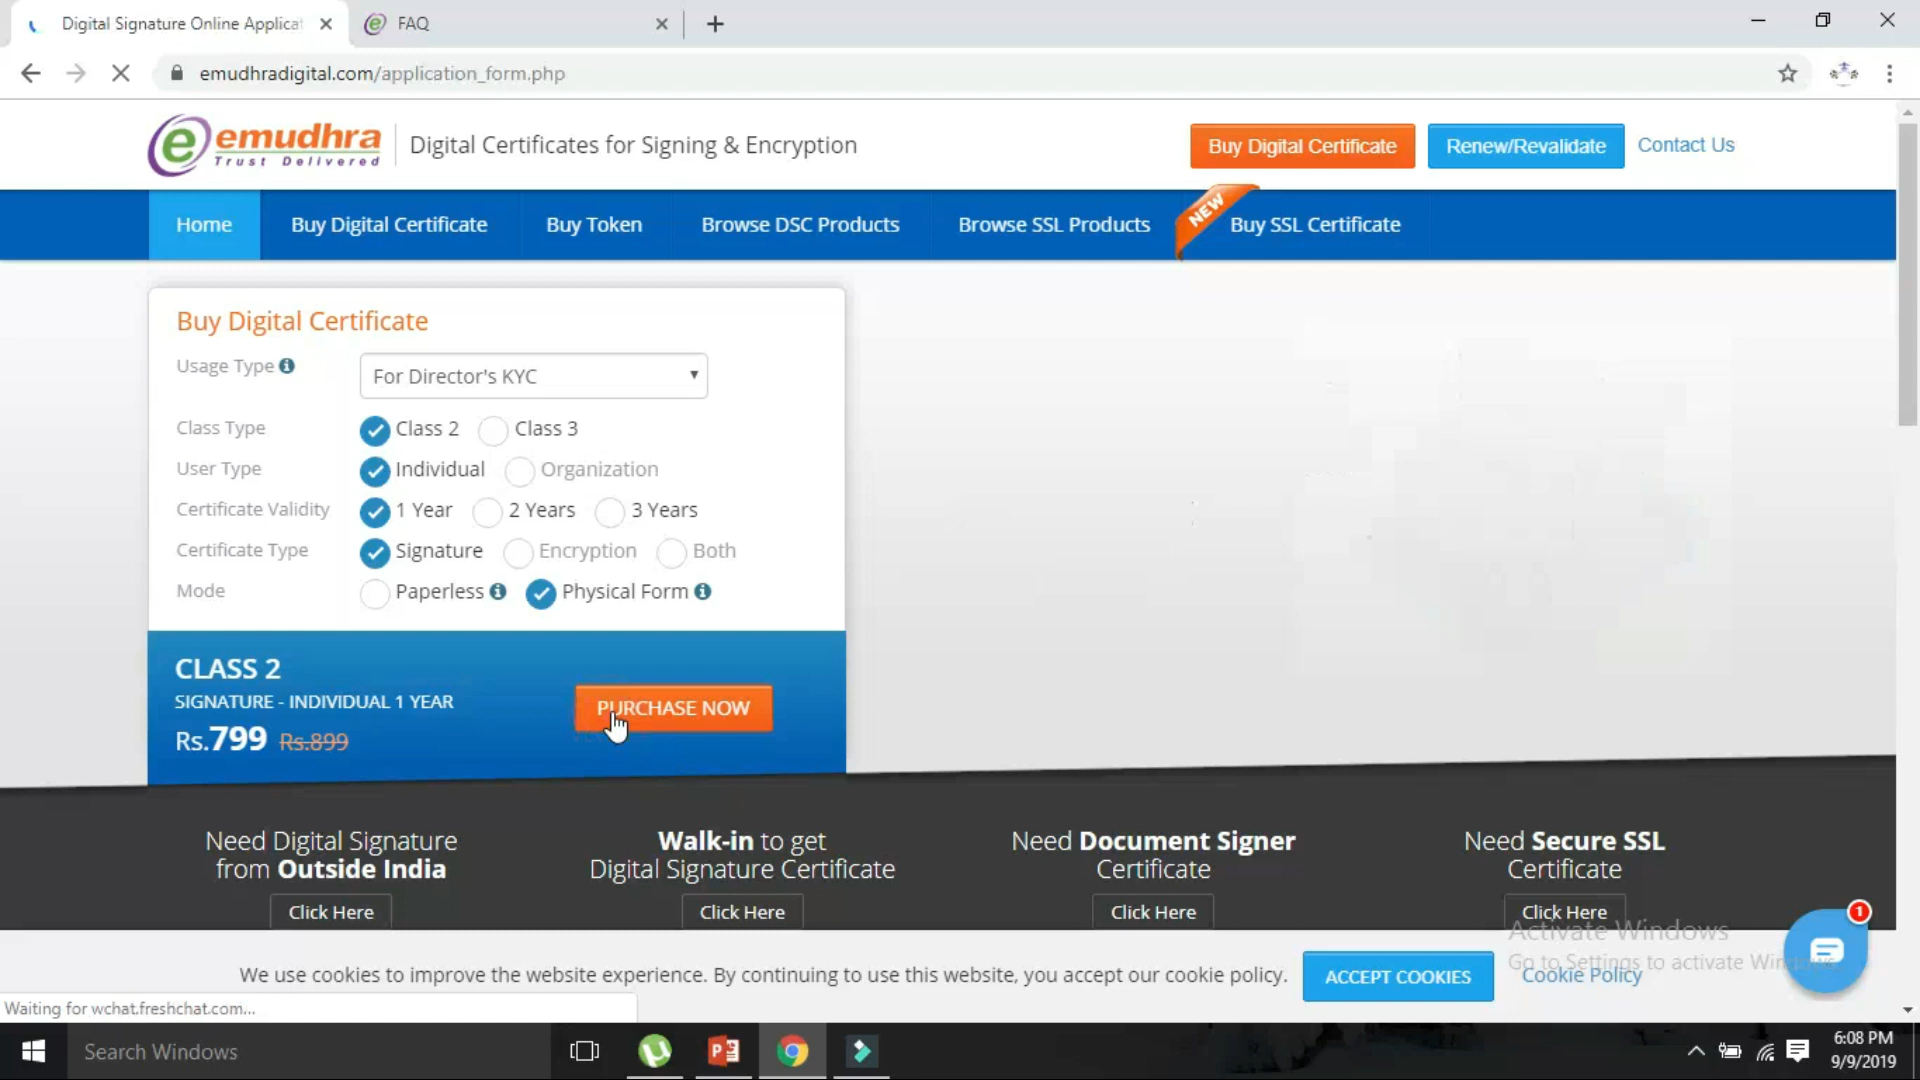 Digital Signature Online Applicat
FAQ
emudhradigital.com/application_form.php
emudhra
Trust Delivered
Digital Certificates for Signing & Encryption
Buy Digital Certificate
Renew/Revalidate
Contact Us
Home
Buy Digital Certificate
Buy Token
Browse DSC Products
Browse SSL Products
NEW
Buy SSL Certificate
Buy Digital Certificate
Usage Type
For Director's KYC
Class Type
Class 2
Class 3
User Type
Individual
Organization
Certificate Validity
1 Year
2 Years
3 Years
Certificate Type
Signature
Encryption
Both
Mode
Paperless
Physical Form
CLASS 2
SIGNATURE - INDIVIDUAL 1 YEAR
Rs.799 Rs.899
PURCHASE NOW
Need Digital Signature
from Outside India
Click Here
Walk-in to get
Digital Signature Certificate
Click Here
Need Document Signer
Certificate
Click Here
Need Secure SSL
Certificate
Click Here
1
Activate Windows
Go to Settings to activate Windows.
We use cookies to improve the website experience. By continuing to use this website, you accept our cookie policy.
ACCEPT COOKIES
Cookie Policy
Waiting for wchat.freshchat.com...
Search Windows
6:08 PM
9/9/2019